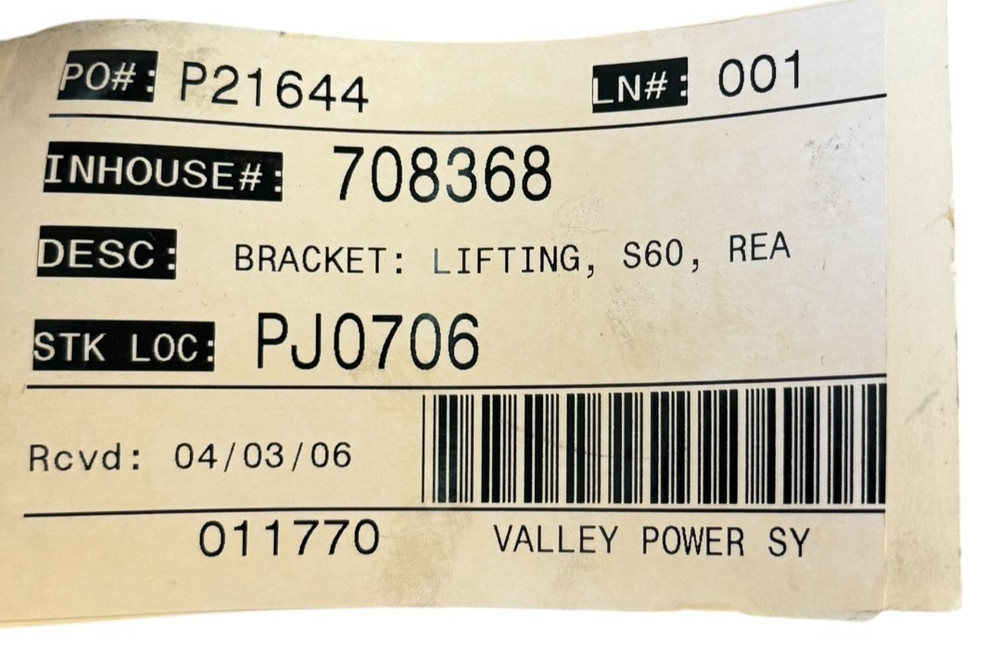 PO#: P21644 LN#: 001
INHOUSE#: 708368
DESC: BRACKET: LIFTING, S60, REA
STK LOC: PJ0706
Rcvd: 04/03/06
011770 VALLEY POWER SY